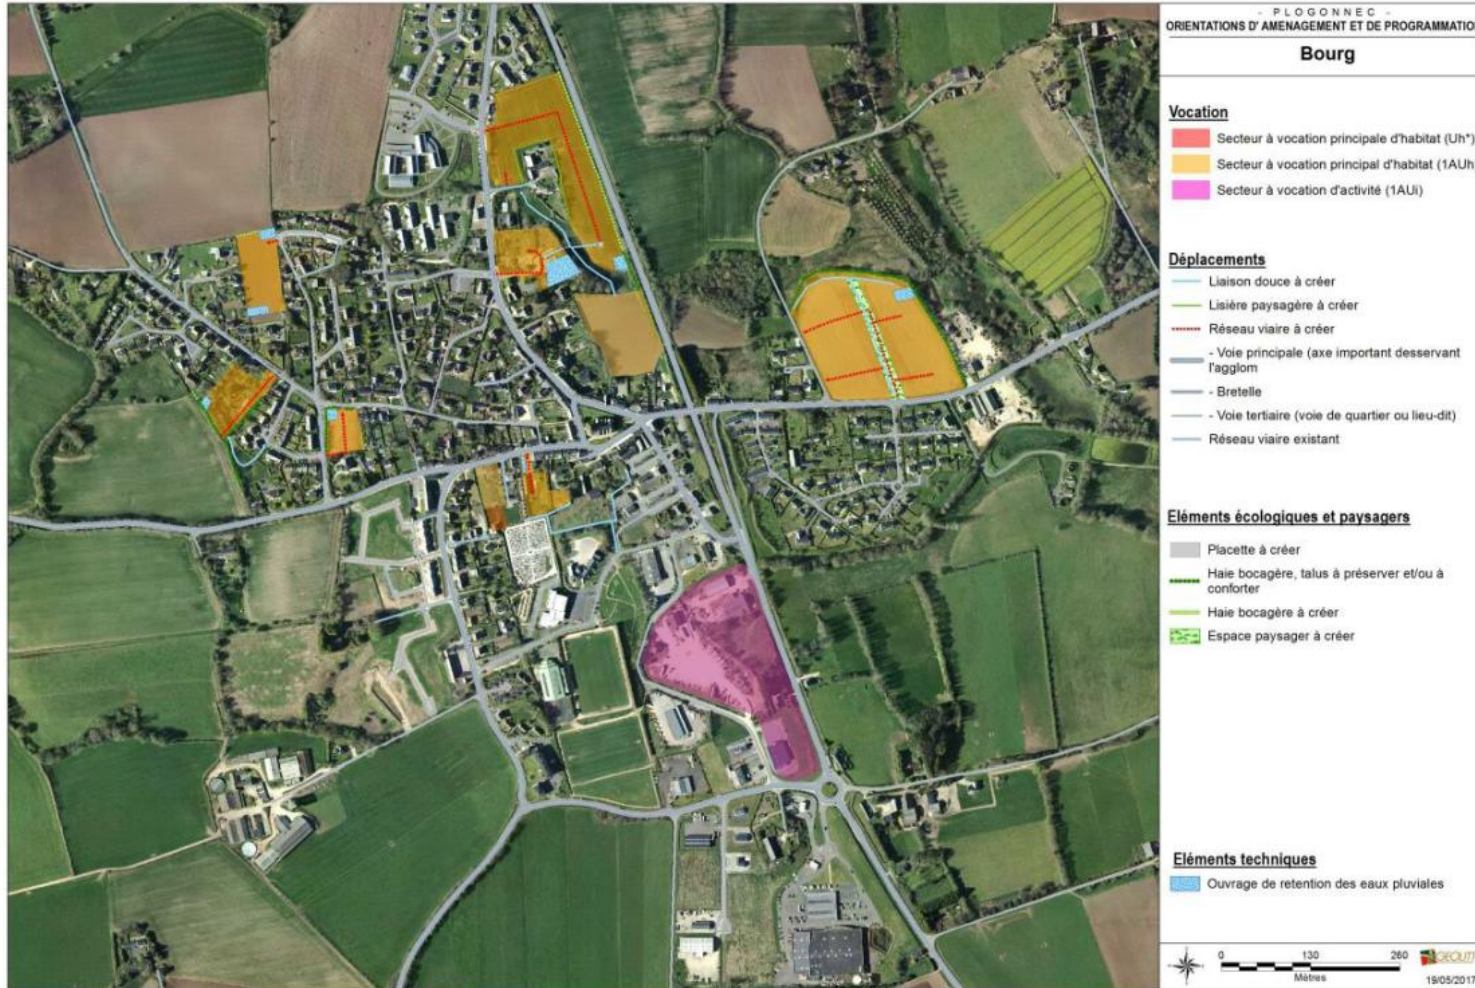 - PLOGONNEC -
ORIENTATIONS D' AMENAGEMENT ET DE PROGRAMMATIO
Bourg
Vocation
Secteur à vocation principale d'habitat (Uh*)
Secteur à vocation principal d'habitat (1AUh
Secteur à vocation d'activité (1AUi)
Déplacements
Liaison douce à créer
Lisière paysagère à créer
Réseau viaire à créer
- Voie principale (axe important desservant
l'agglom
- Bretelle
- Voie tertiaire (voie de quartier ou lieu-dit)
Réseau viaire existant
Eléments écologiques et paysagers
Placette à créer
Haie bocagère, talus à préserver et/ou à
conforter
Haie bocagère à créer
Espace paysager à créer
Eléments techniques
Ouvrage de retention des eaux pluviales
0 130 260
Mètres
GEOLIT
19/05/2017